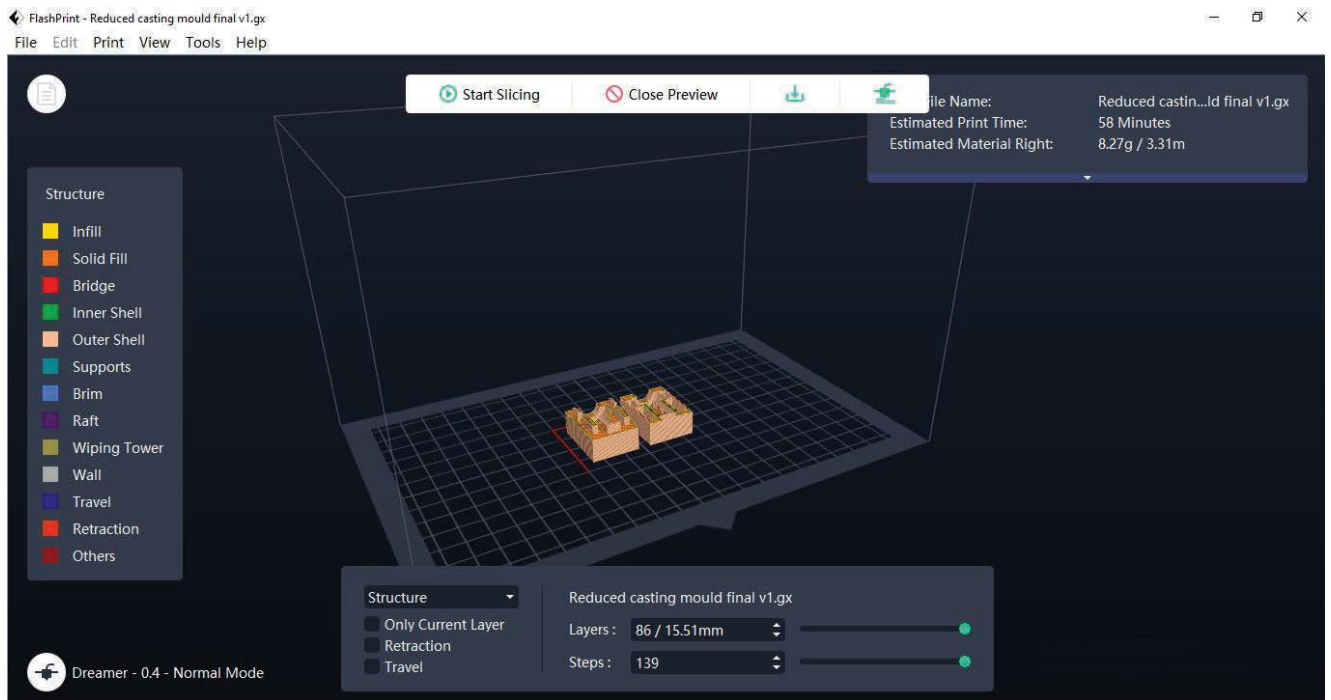 FlashPrint - Reduced casting mould final v1.gx
File Edit Print View Tools Help
Start Slicing Close Preview
ile Name: Reduced castin...ld final v1.gx
Estimated Print Time: 58 Minutes
Estimated Material Right: 8.27g / 3.31m
Structure
Infill
Solid Fill
Bridge
Inner Shell
Outer Shell
Supports
Brim
Raft
Wiping Tower
Wall
Travel
Retraction
Others
Structure
Only Current Layer
Retraction
Travel
Reduced casting mould final v1.gx
Layers : 86 / 15.51mm
Steps : 139
Dreamer - 0.4 - Normal Mode